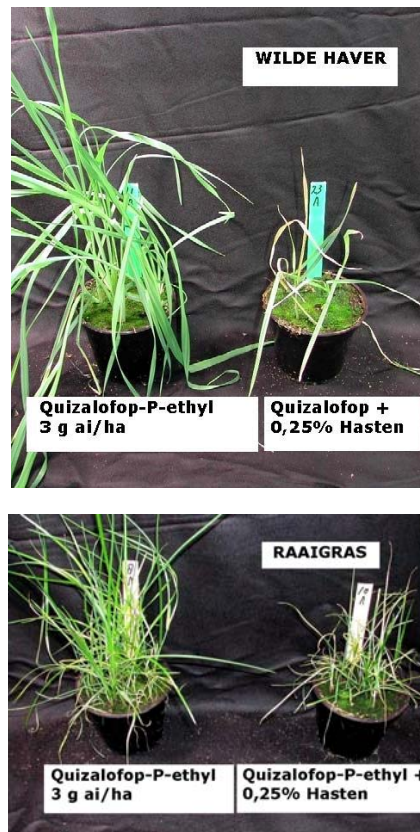 WILDE HAVER
23
Quizalofop-P-ethyl
3 g ai/ha
Quizalofop +
0,25% Hasten
RAAIGRAS
Quizalofop-P-ethyl
3 g ai/ha
Quizalofop-P-ethyl +
0,25% Hasten